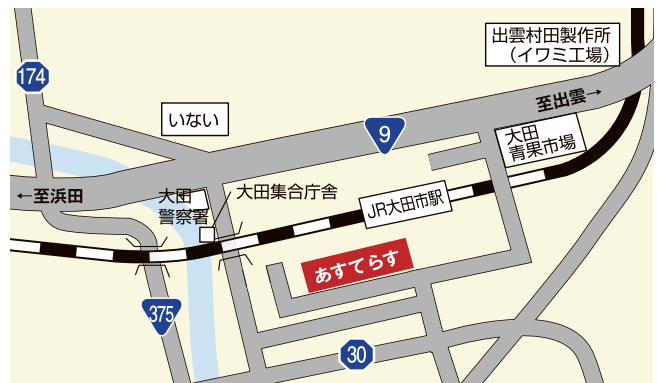 出雲村田製作所
（イワミ工場）
174
至出雲→
いない
9
大田
青果市場
←至浜田
大田
警察署
大田集合庁舎
JR大田市駅
あすてらす
375
30